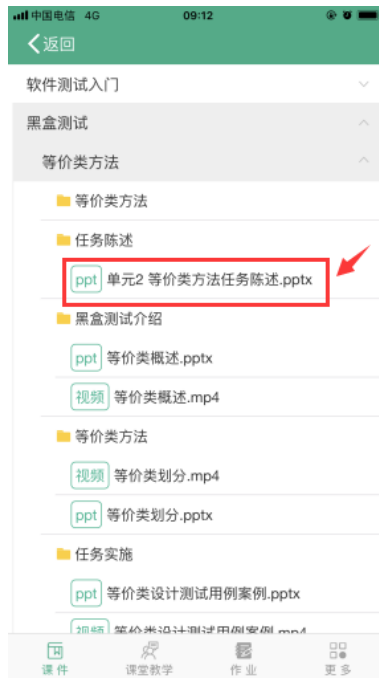 中国电信 4G 09:12
返回
软件测试入门
黑盒测试
等价类方法
等价类方法
任务陈述
ppt 单元2 等价类方法任务陈述.pptx
黑盒测试介绍
ppt 等价类概述.pptx
视频 等价类概述.mp4
等价类方法
视频 等价类划分.mp4
ppt 等价类划分.pptx
任务实施
ppt 等价类设计测试用例案例.pptx
视频 等价类设计测试用例案例.mp4
课件 课堂教学 作业 更多